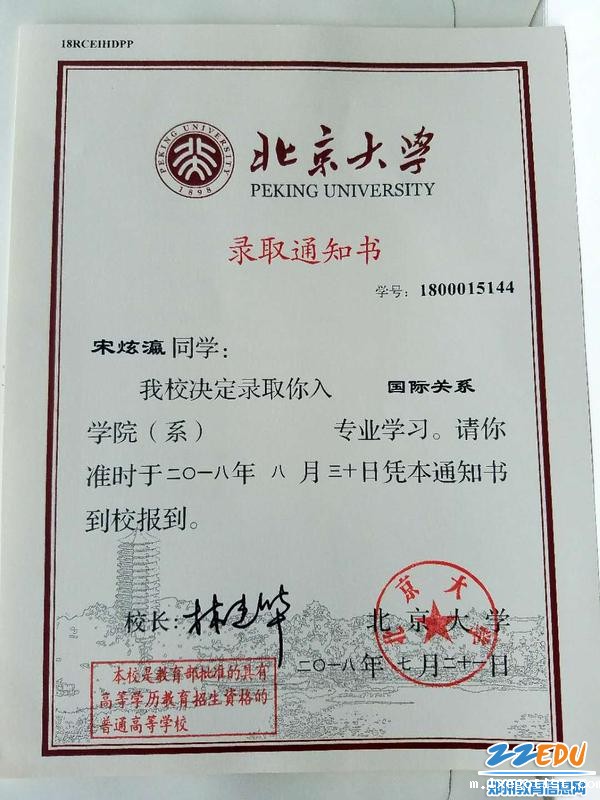 18RCEIHDPP
PEKING UNIVERSITY
1898
北京大学
PEKING UNIVERSITY
录取通知书
学号：1800015144
宋炫瀛同学：
我校决定录取你入 国际关系
学院（系） 专业学习。请你
准时于二〇一八年 八 月 三十日凭本通知书
到校报到。
校长：林建华
北京大学
北京大学
二〇一八年 七 月二十一日
本校是教育部批准的具有
高等学历教育招生资格的
普通高等学校
ZZEDU
郑州教育信息网